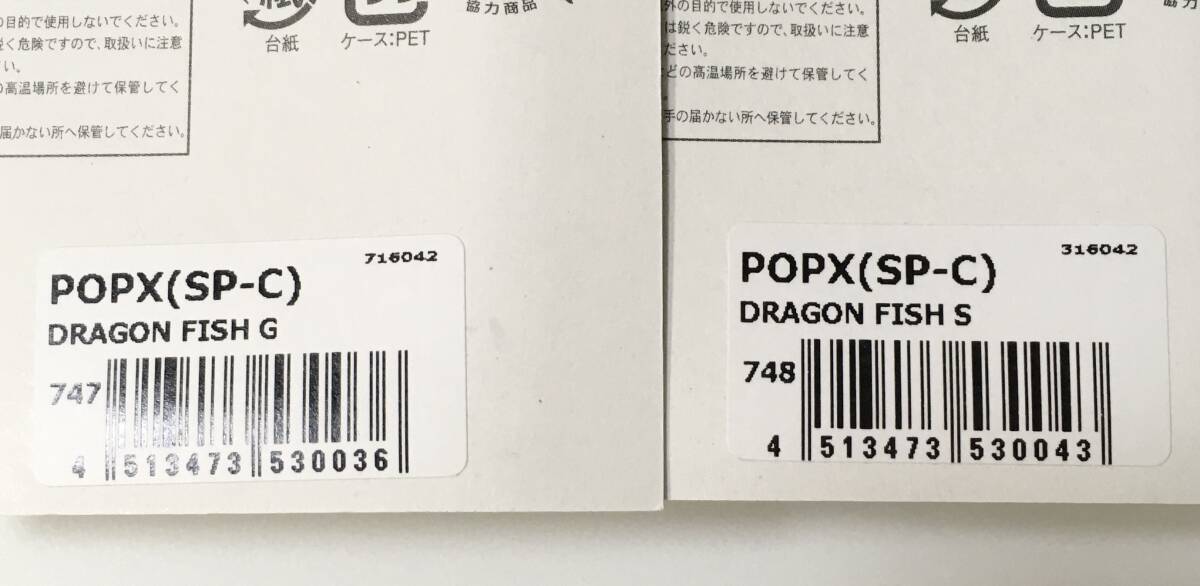 の目的で使用しないでください。
鋭く危険ですので、取扱いに注意
い。
の高温場所を避けて保管してく
届かない所へ保管してください。
台紙
ケース:PET
協力商品
716042
POPX(SP-C)
DRAGON FISH G
747
4 513473 530036
外の目的で使用しないでください。
は鋭く危険ですので、取扱いに注意
ださい。
どの高温場所を避けて保管してく
手の届かない所へ保管してください。
台紙
ケース:PET
協力
316042
POPX(SP-C)
DRAGON FISH S
748
4 513473 530043